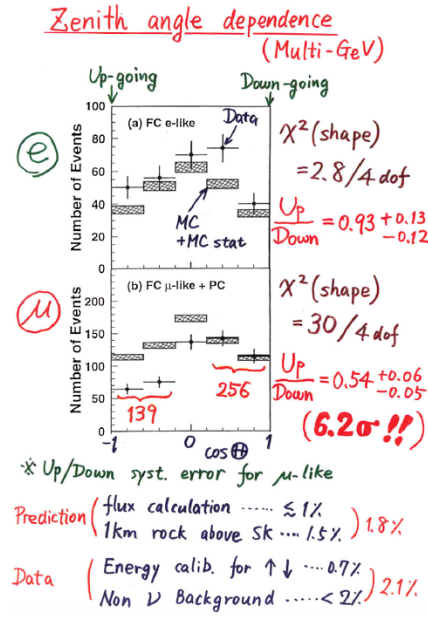 Zenith angle dependence
(Multi-GeV)
Up-going
Down-going
100
80
60
40
20
0
Number of Events
(a) FC e-like
Data
MC
+MC stat
e
χ²(shape)
=2.8/4 dof
Up/Down = 0.93 +0.13 -0.12
200
150
100
50
0
Number of Events
(b) FC μ-like + PC
139
256
-1
0
1
cosΘ
μ
χ²(shape)
= 30/4 dof
Up/Down = 0.54 +0.06 -0.05
(6.2σ !!)
※ Up/Down syst. error for μ-like
Prediction ( flux calculation ······ ≲ 1%
1km rock above SK ···· 1.5% ) 1.8%
Data ( Energy calib. for ↑↓ ···· 0.7%
Non ν Background ······ < 2% ) 2.1%